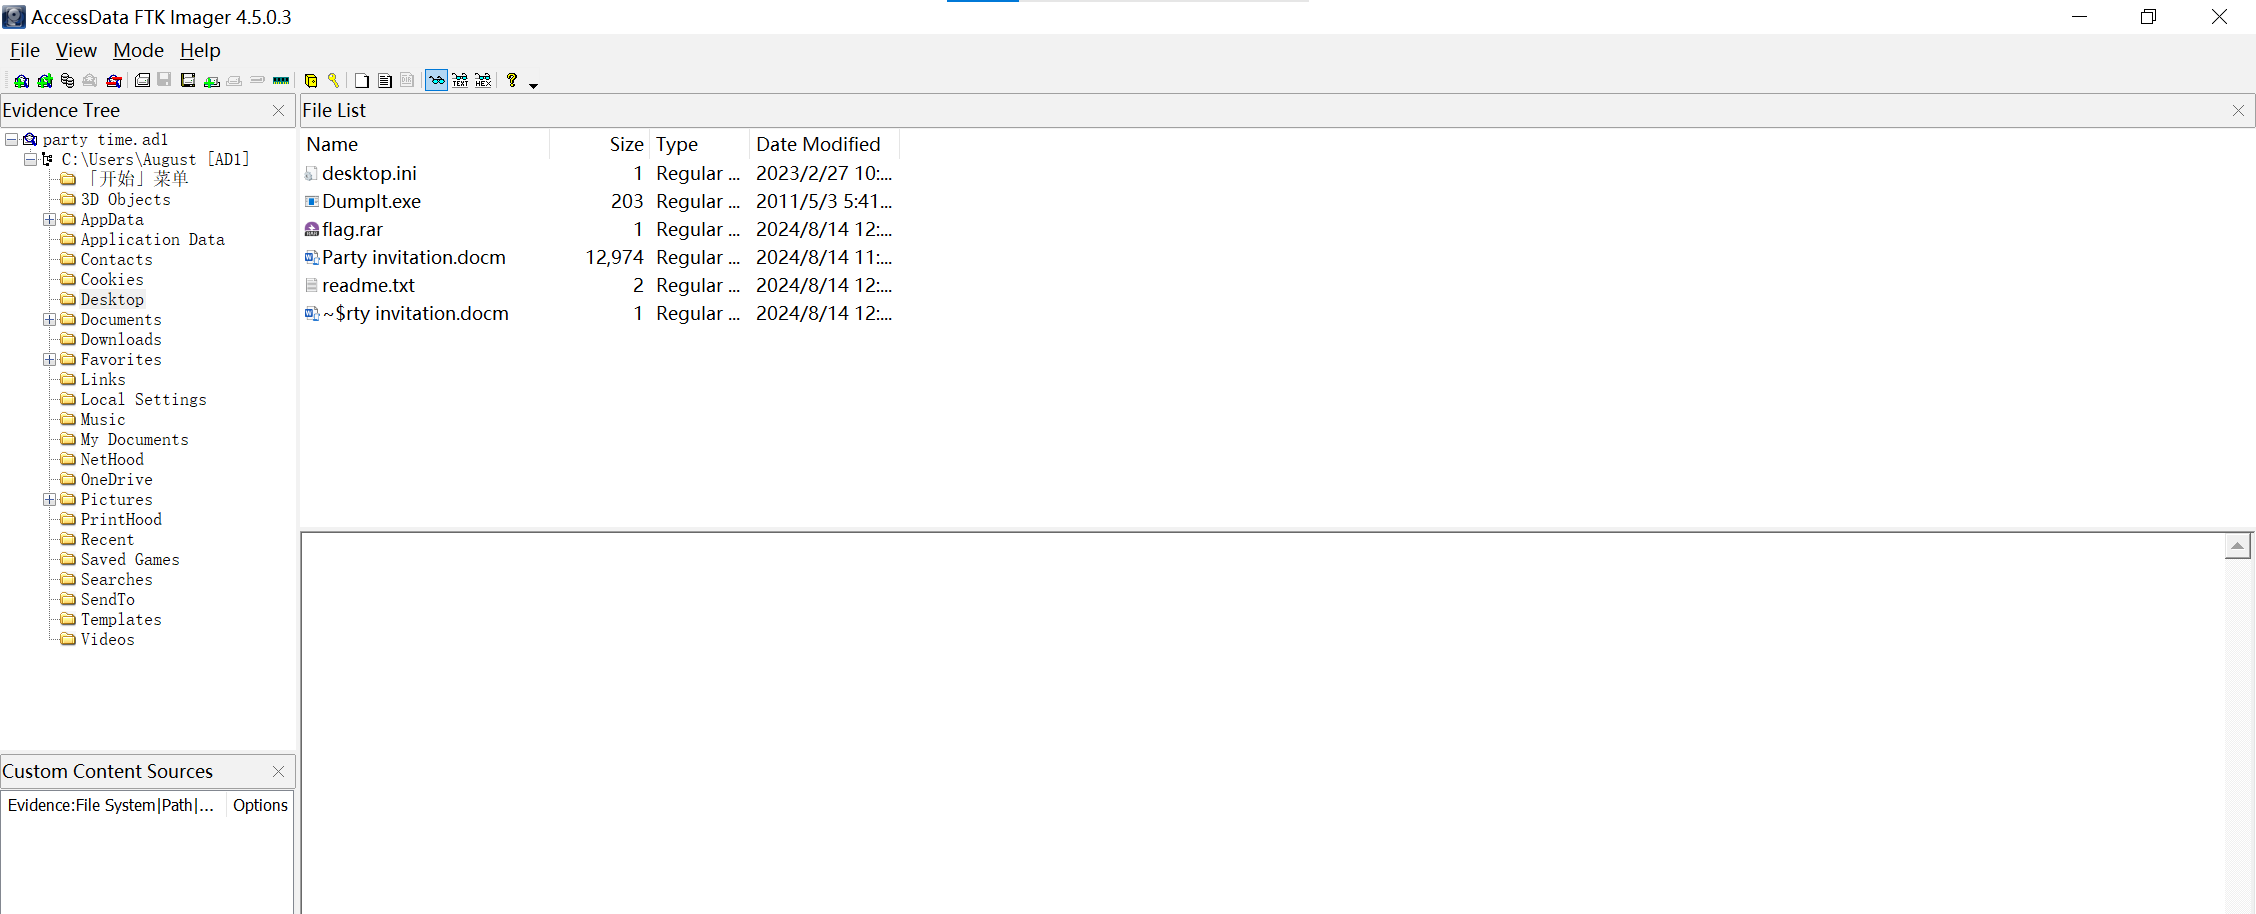 AccessData FTK Imager 4.5.0.3
File View Mode Help
Evidence Tree
party time.ad1
C:\Users\August [AD1]
「开始」菜单
3D Objects
AppData
Application Data
Contacts
Cookies
Desktop
Documents
Downloads
Favorites
Links
Local Settings
Music
My Documents
NetHood
OneDrive
Pictures
PrintHood
Recent
Saved Games
Searches
SendTo
Templates
Videos
Custom Content Sources
Evidence:File System|Path|... Options
File List
Name Size Type Date Modified
desktop.ini 1 Regular ... 2023/2/27 10:...
DumpIt.exe 203 Regular ... 2011/5/3 5:41...
flag.rar 1 Regular ... 2024/8/14 12:...
Party invitation.docm 12,974 Regular ... 2024/8/14 11:...
readme.txt 2 Regular ... 2024/8/14 12:...
~$rty invitation.docm 1 Regular ... 2024/8/14 12:...